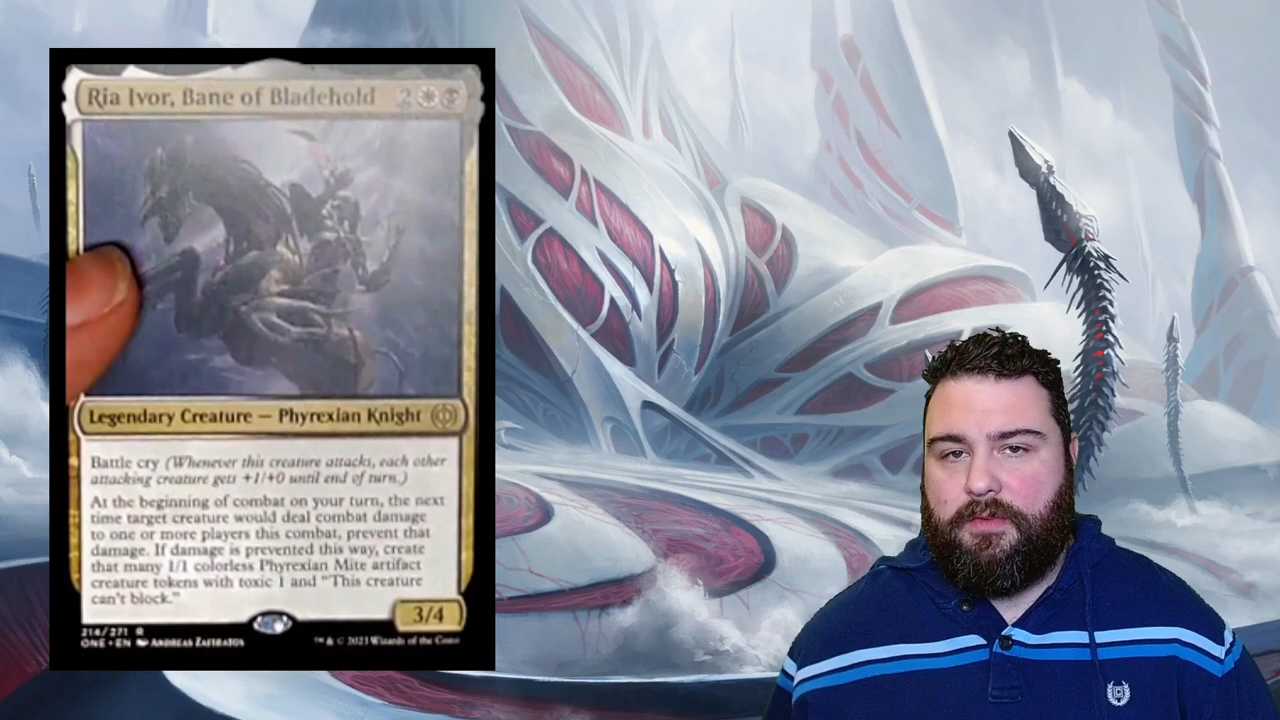 Ria Ivor, Bane of Bladehold 2
Legendary Creature — Phyrexian Knight
Battle cry (Whenever this creature attacks, each other
attacking creature gets +1/+0 until end of turn.)
At the beginning of combat on your turn, the next
time target creature would deal combat damage
to one or more players this combat, prevent that
damage. If damage is prevented this way, create
that many 1/1 colorless Phyrexian Mite artifact
creature tokens with toxic 1 and “This creature
can't block.”
3/4
214/271 R
ONE • EN ANDREAS ZAFIRATOS
™ & © 2023 Wizards of the Coast